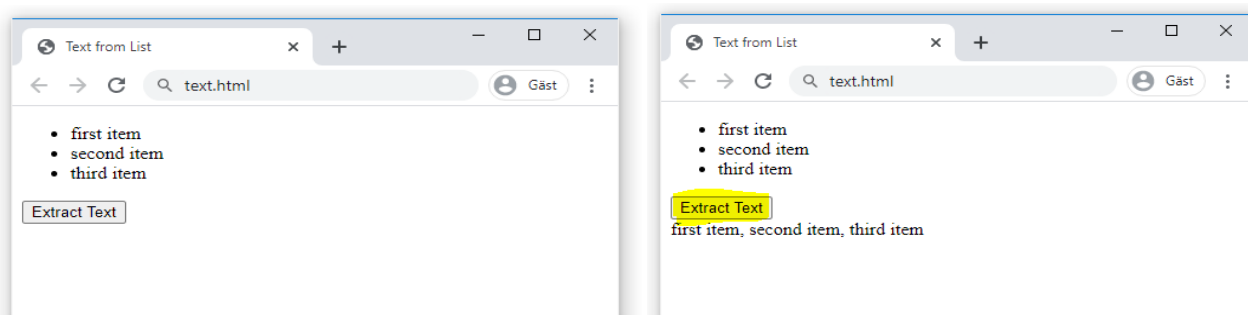 Text from List
text.html
Gäst
first item
second item
third item
Extract Text
Text from List
text.html
Gäst
first item
second item
third item
Extract Text
first item, second item, third item